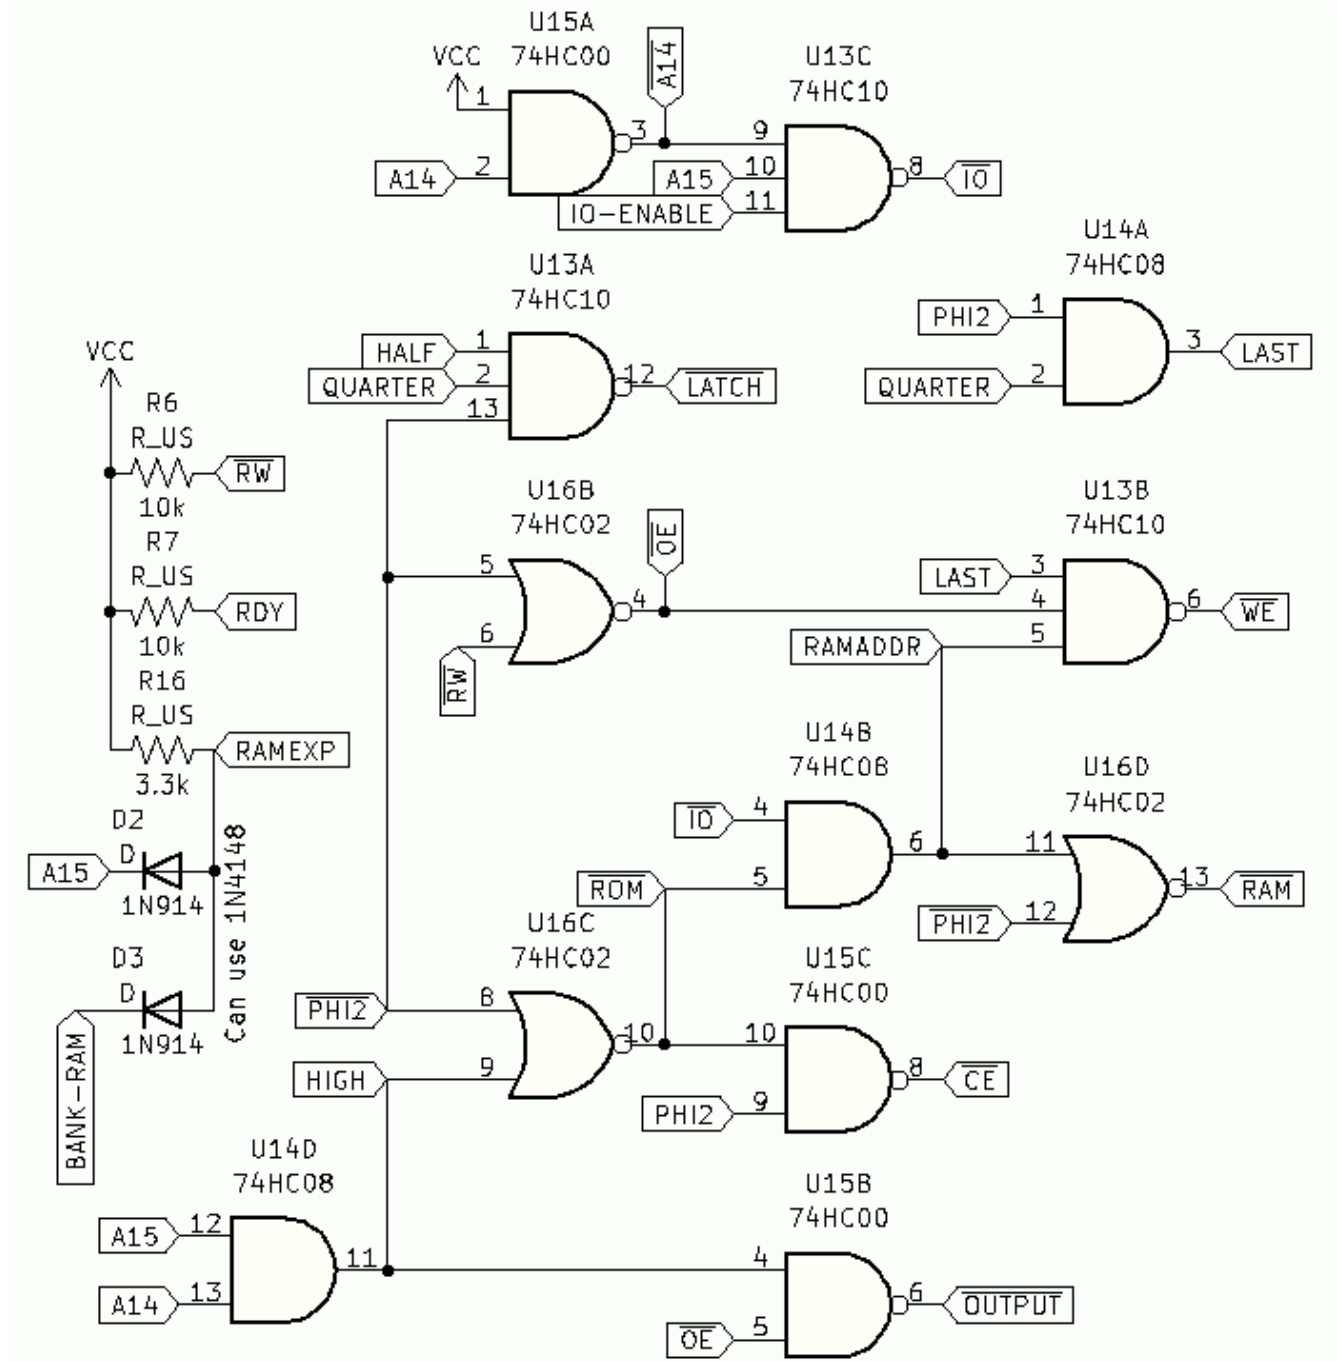 U15A
74HC00
VCC
1
A14
2
3
A14
U13C
74HC10
9
A15
10
IO-ENABLE
11
8
IO
U14A
74HC08
PHI2
1
QUARTER
2
3
LAST
U13A
74HC10
HALF
1
QUARTER
2
13
12
LATCH
VCC
R6
R_US
RW
10k
R7
R_US
RDY
10k
R16
R_US
RAMEXP
3.3k
D2
D
A15
1N914
D3
D
1N914
BANK-RAM
Can use 1N4148
U16B
74HC02
5
6
RW
4
OE
U13B
74HC10
LAST
3
4
RAMADDR
5
6
WE
U14B
74HC08
IO
4
ROM
5
6
U16D
74HC02
11
PHI2
12
13
RAM
U16C
74HC02
PHI2
8
HIGH
9
10
U15C
74HC00
10
PHI2
9
8
CE
U14D
74HC08
A15
12
A14
13
11
U15B
74HC00
4
OE
5
6
OUTPUT